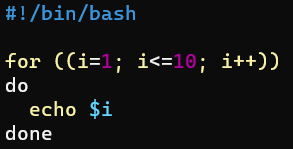 #!/bin/bash

for ((i=1; i<=10; i++))
do
  echo $i
done